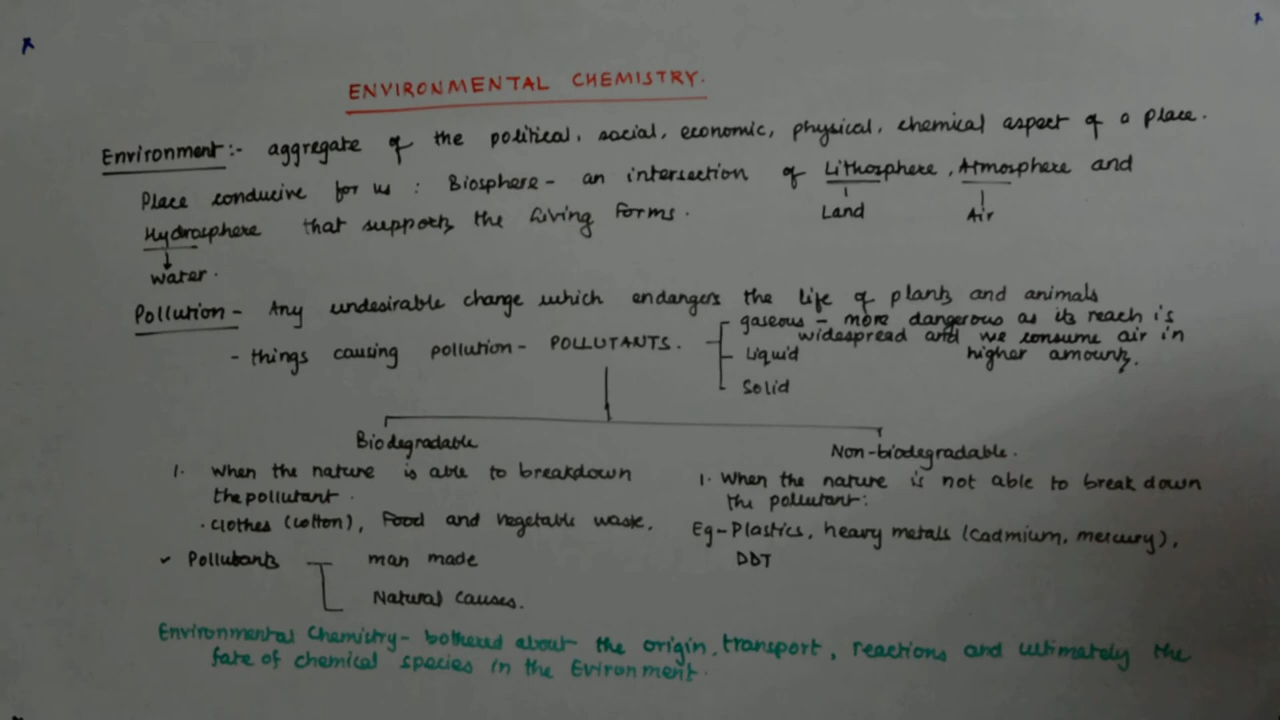 ENVIRONMENTAL CHEMISTRY.
Environment:- aggregate of the political, social, economic, physical, chemical aspect of a place.
Place conducive for us : Biosphere - an intersection of Lithosphere, Atmosphere and
Land
Air
Hydrosphere that supports the living forms.
water.
Pollution - Any undesirable change which endangers the life of plants and animals
- things causing pollution - POLLUTANTS.
gaseous - more dangerous as its reach is
widespread and we consume air in
higher amounts.
Liquid
Solid
Biodegradable
1. When the nature is able to breakdown
the pollutant.
. clothes (cotton), Food and vegetable waste.
Non-biodegradable.
1. When the nature is not able to break down
the pollutant:
Eg- Plastics, heavy metals (cadmium, mercury),
DDT
✓ Pollutants
man made
Natural causes.
Environmental Chemistry - bothered about the origin, transport, reactions and ultimately the
fate of chemical species in the Evironment.